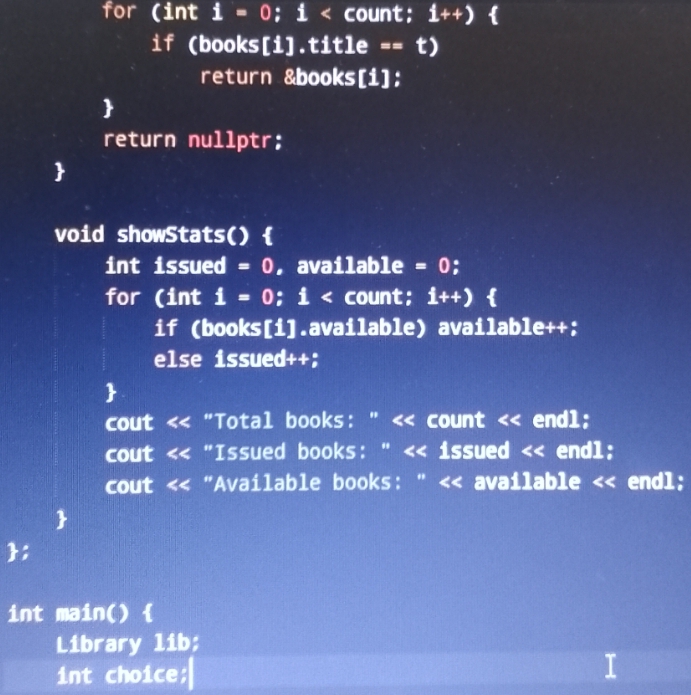 for (int i = 0; i < count; i++) {
if (books[i].title == t)
return &books[i];
}
return nullptr;
}
void showStats() {
int issued = 0, available = 0;
for (int i = 0; i < count; i++) {
if (books[i].available) available++;
else issued++;
}
cout << "Total books: " << count << endl;
cout << "Issued books: " << issued << endl;
cout << "Available books: " << available << endl;
}
};
int main() {
Library lib;
int choice;